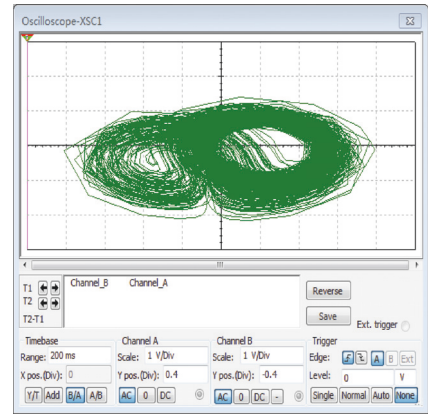 Oscilloscope-XSC1
T1
T2
T2-T1
Channel_B Channel_A
Reverse
Save
Ext. trigger
Timebase
Range: 200 ms
X pos.(Div): 0
Y/T Add B/A A/B
Channel A
Scale: 1 V/Div
Y pos.(Div): 0.4
AC 0 DC
Channel B
Scale: 1 V/Div
Y pos.(Div): -0.4
AC 0 DC -
Trigger
Edge: A B Ext
Level: 0 V
Single Normal Auto None